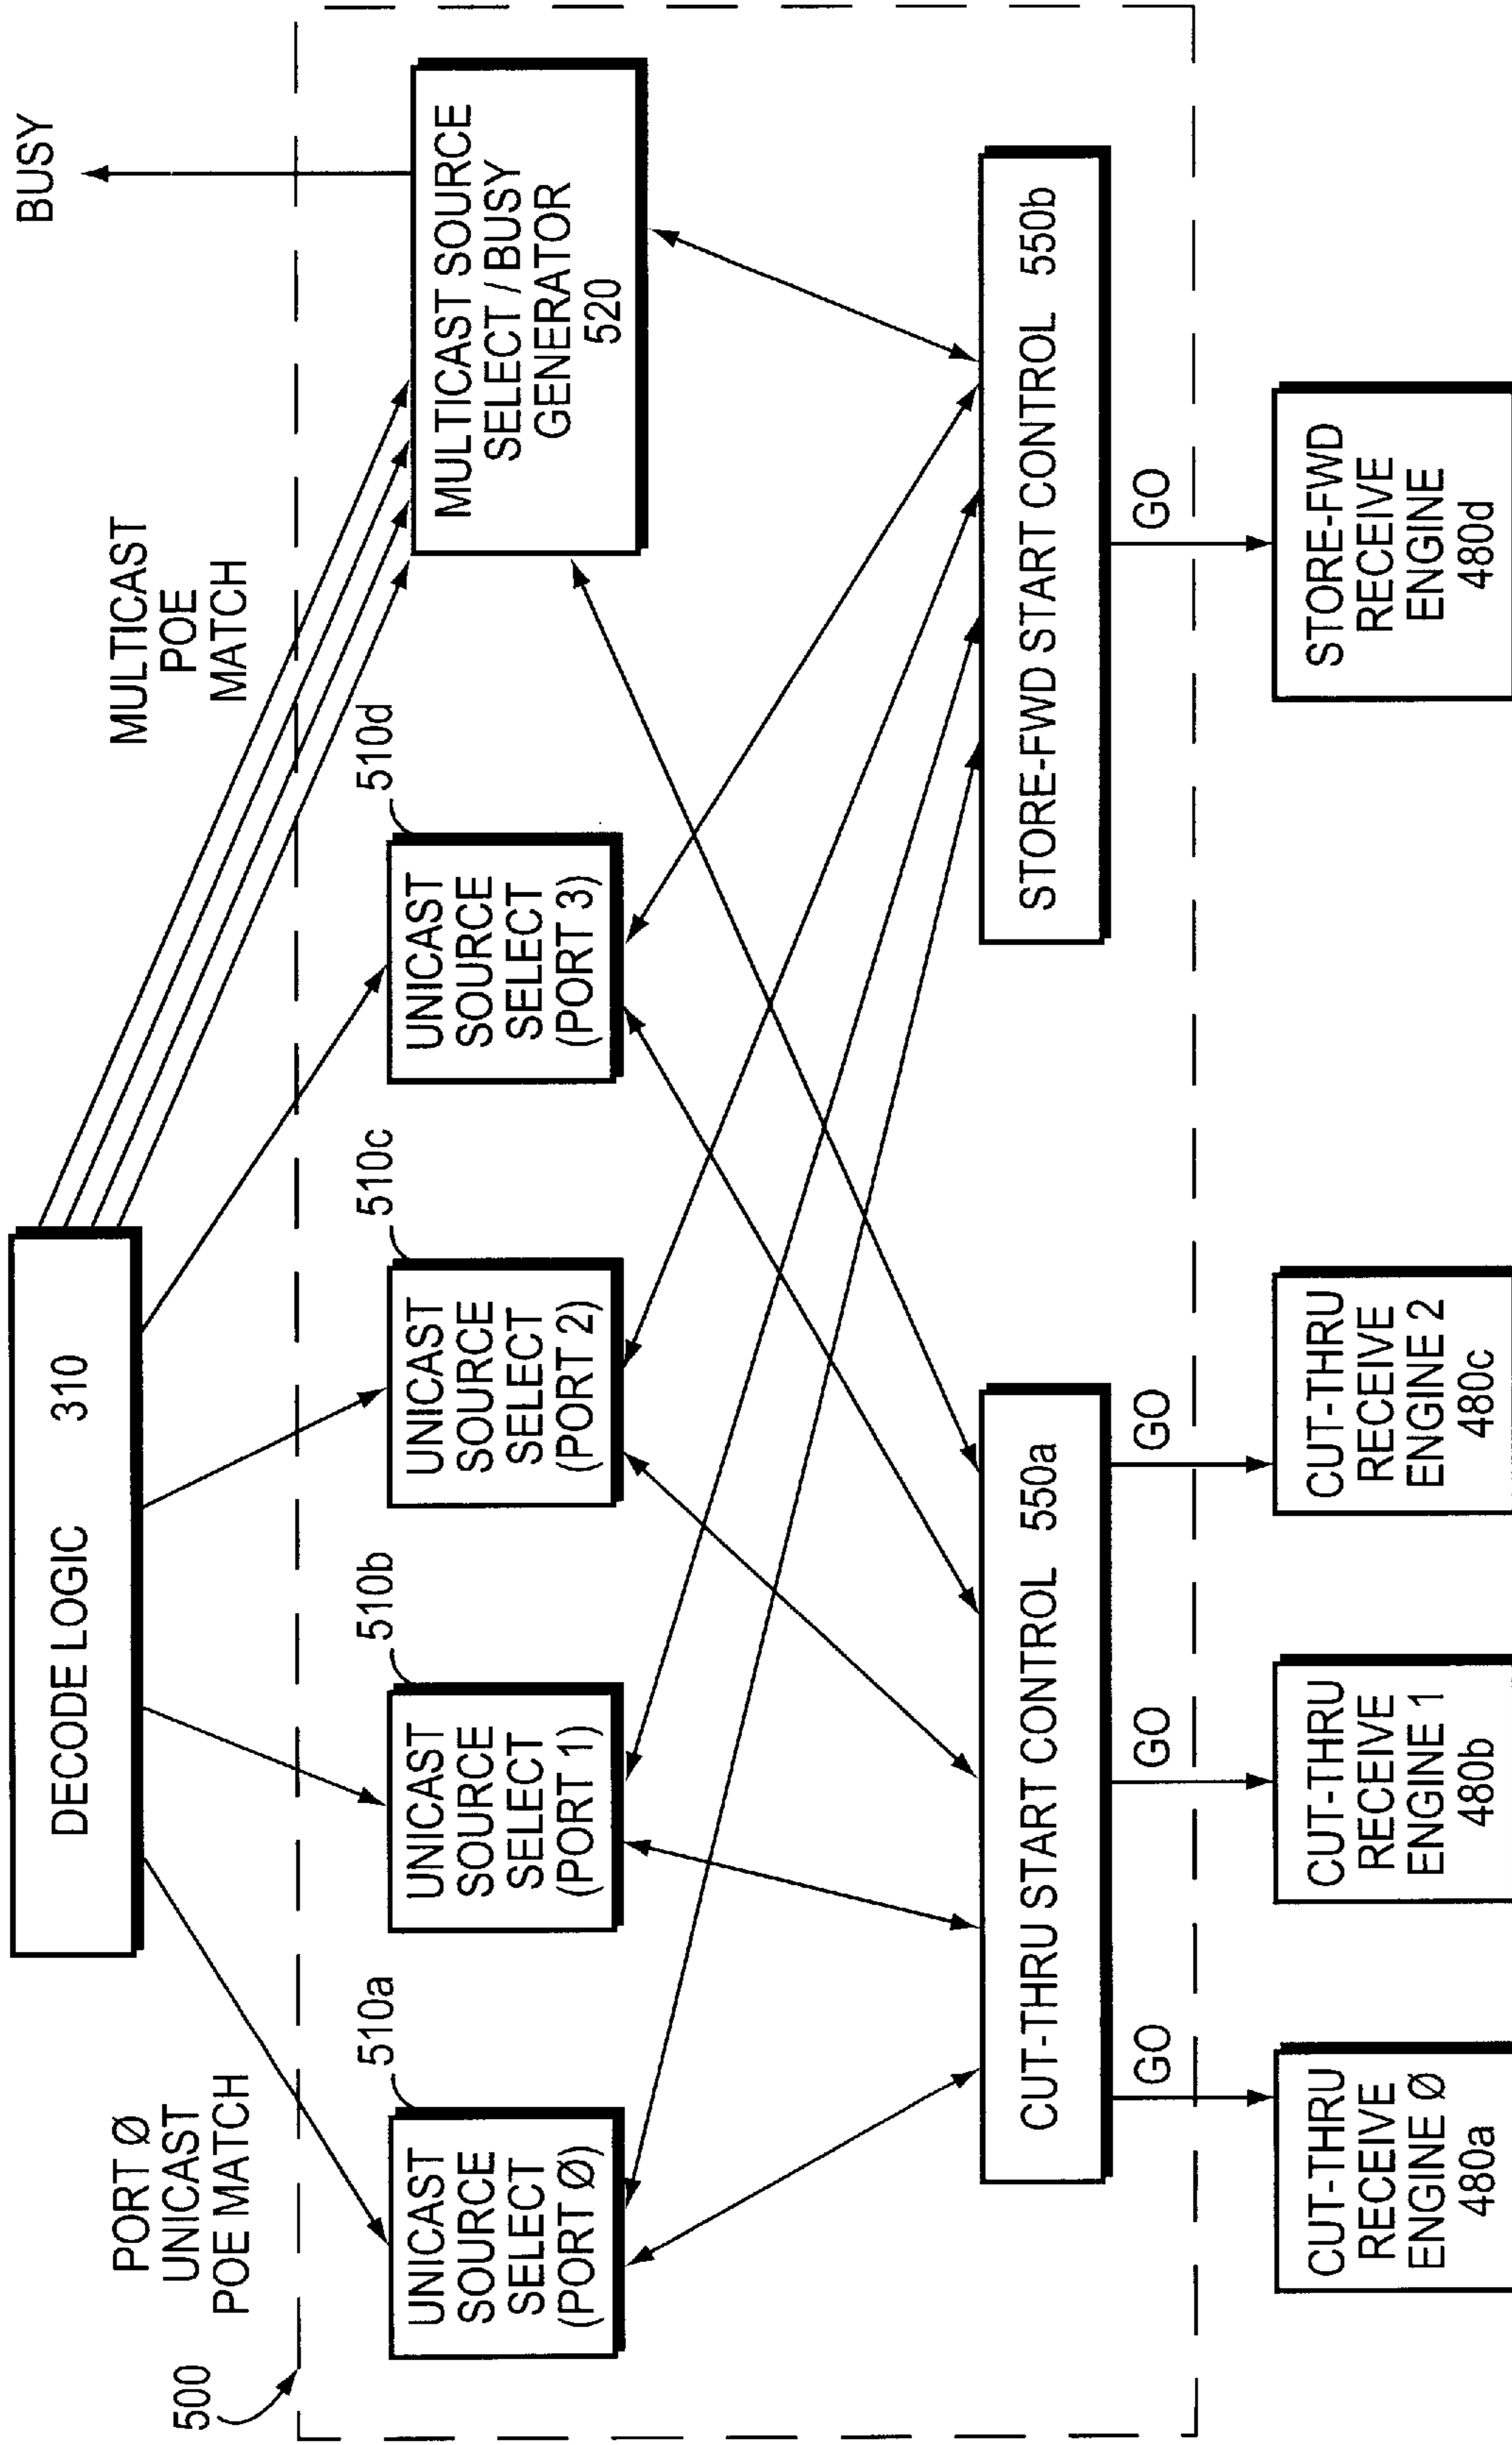 BUSY
DECODE LOGIC 310
MULTICAST
POE
MATCH
PORT Ø
UNICAST
POE MATCH
500
510a
510b
510c
510d
UNICAST
SOURCE
SELECT
(PORT Ø)
UNICAST
SOURCE
SELECT
(PORT 1)
UNICAST
SOURCE
SELECT
(PORT 2)
UNICAST
SOURCE
SELECT
(PORT 3)
MULTICAST SOURCE
SELECT / BUSY
GENERATOR
520
CUT-THRU START CONTROL 550a
STORE-FWD START CONTROL 550b
GO
GO
GO
GO
CUT-THRU
RECEIVE
ENGINE Ø
480a
CUT-THRU
RECEIVE
ENGINE 1
480b
CUT-THRU
RECEIVE
ENGINE 2
480c
STORE-FWD
RECEIVE
ENGINE
480d